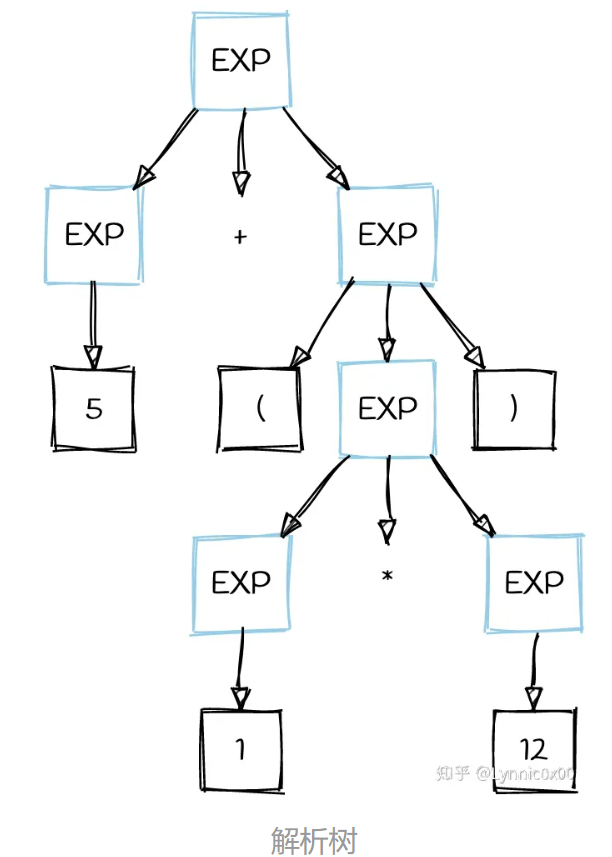 EXP
EXP + EXP
5 ( EXP )
EXP * EXP
1 12
知乎 @Lynnic0x00
解析树